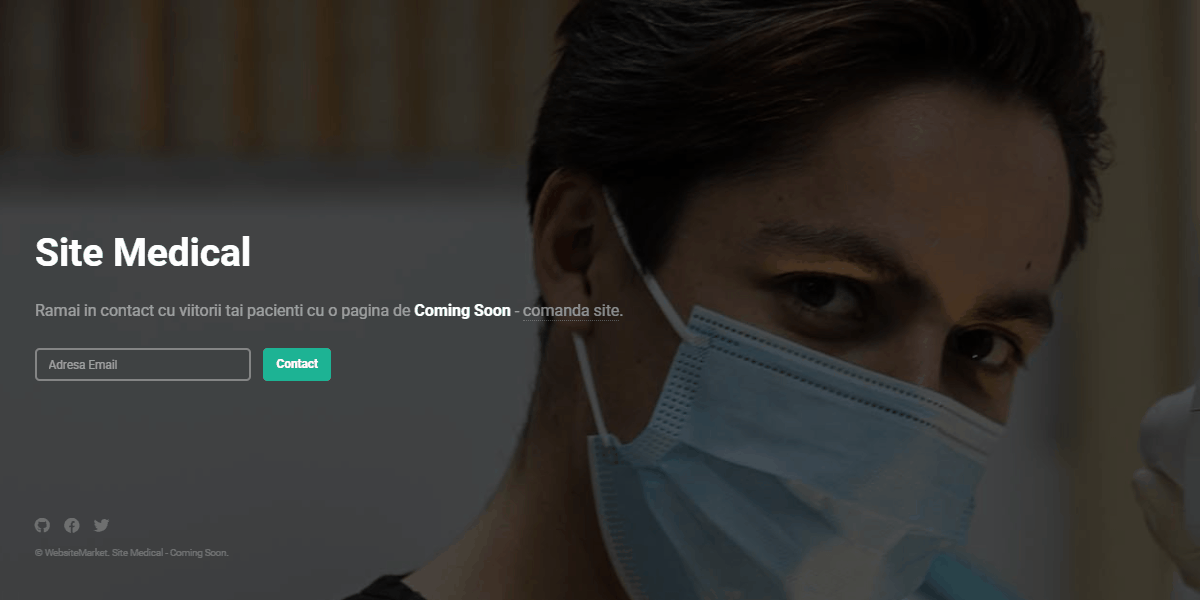 Site Medical
Ramai in contact cu viitorii tai pacienti cu o pagina de Coming Soon - comanda site.
Adresa Email
Contact
© WebsiteMarket. Site Medical - Coming Soon.